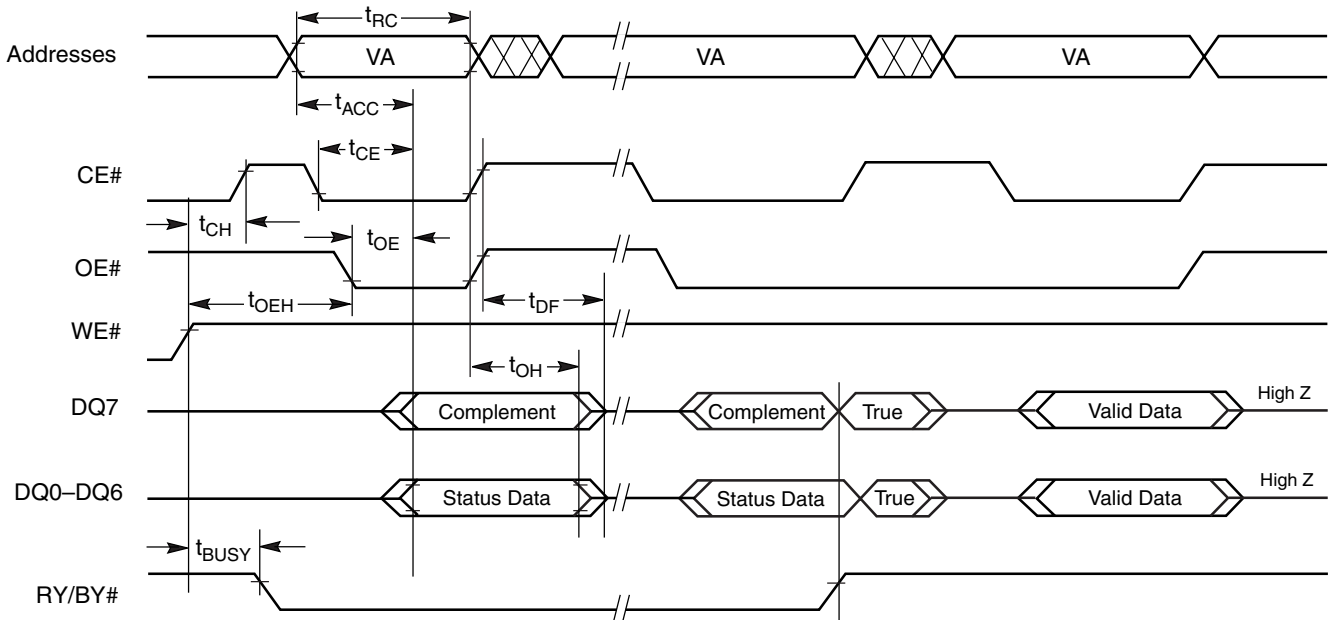 tRC
Addresses VA VA VA
tACC
tCE
CE#
tCH tOE
OE#
tOEH tDF
WE#
tOH
DQ7 Complement Complement True Valid Data High Z
DQ0–DQ6 Status Data Status Data True Valid Data High Z
tBUSY
RY/BY#